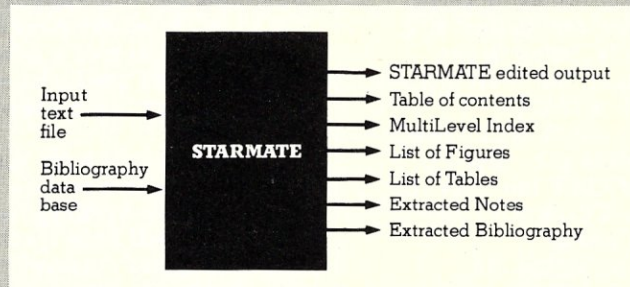 Input
text
file
Bibliography
data
base
STARMATE
STARMATE edited output
Table of contents
MultiLevel Index
List of Figures
List of Tables
Extracted Notes
Extracted Bibliography